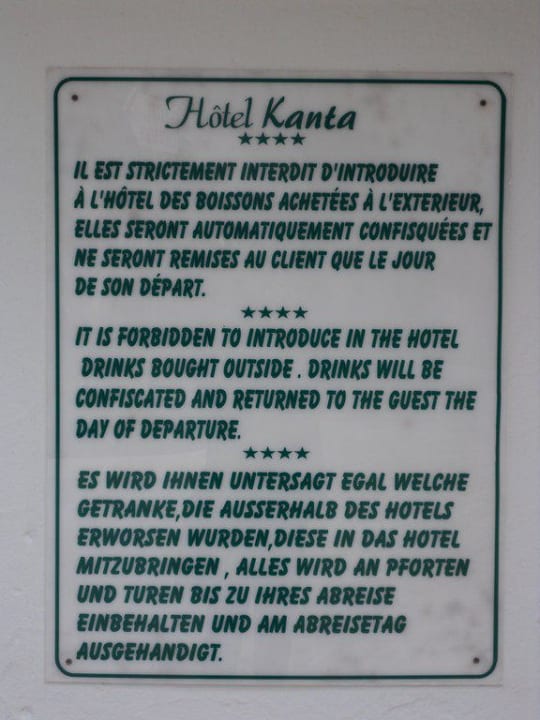 Hôtel Kanta
★★★★
IL EST STRICTEMENT INTERDIT D'INTRODUIRE
À L'HÔTEL DES BOISSONS ACHETÉES À L'EXTERIEUR,
ELLES SERONT AUTOMATIQUEMENT CONFISQUÉES ET
NE SERONT REMISES AU CLIENT QUE LE JOUR
DE SON DÉPART.
★★★★
IT IS FORBIDDEN TO INTRODUCE IN THE HOTEL
DRINKS BOUGHT OUTSIDE . DRINKS WILL BE
CONFISCATED AND RETURNED TO THE GUEST THE
DAY OF DEPARTURE.
★★★★
ES WIRD IHNEN UNTERSAGT EGAL WELCHE
GETRANKE,DIE AUSSERHALB DES HOTELS
ERWORSEN WURDEN,DIESE IN DAS HOTEL
MITZUBRINGEN , ALLES WIRD AN PFORTEN
UND TUREN BIS ZU IHRES ABREISE
EINBEHALTEN UND AM ABREISETAG
AUSGEHANDIGT.